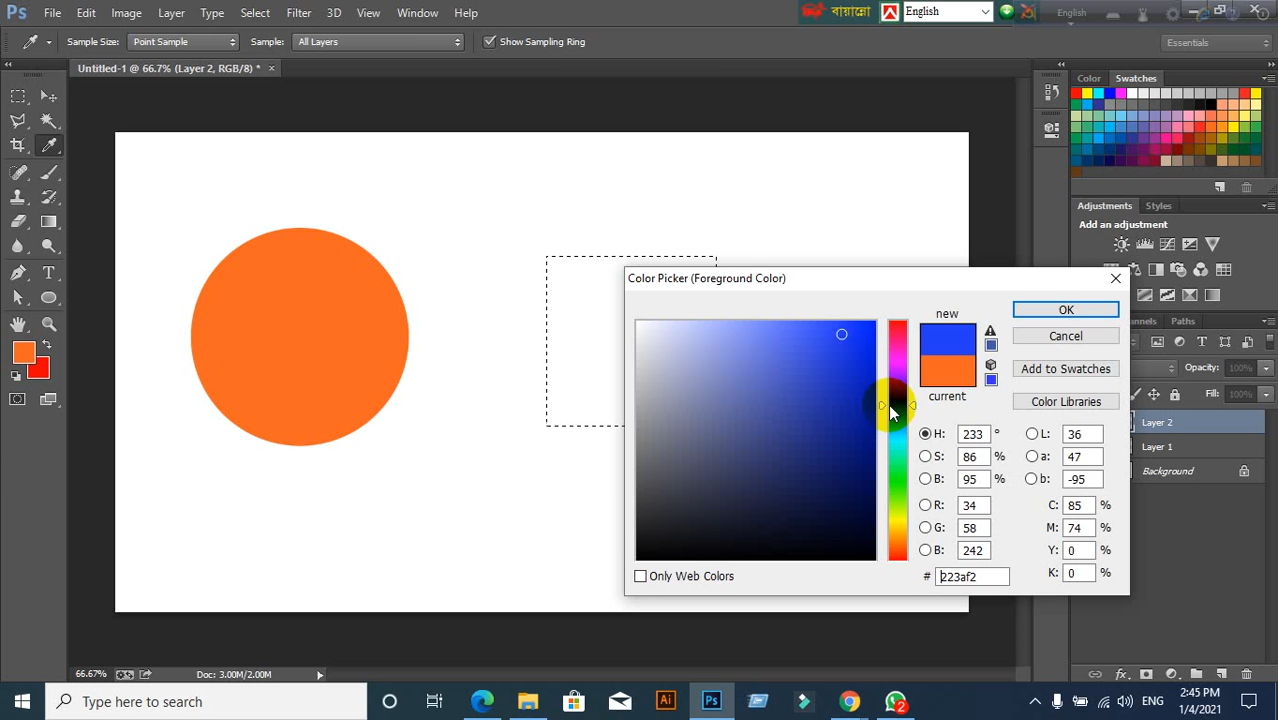 Ps File Edit Image Layer Type Select Filter 3D View Window Help
বায়ান্নো English English
Sample Size: Point Sample Sample: All Layers Show Sampling Ring Essentials
Untitled-1 @ 66.7% (Layer 2, RGB/8) * ×
Color Swatches
Adjustments Styles
Add an adjustment
Color Picker (Foreground Color)
new
OK
Cancel
Add to Swatches
current
Color Libraries
H: 233 °
S: 86 %
B: 95 %
R: 34
G: 58
B: 242
# 223af2
L: 36
a: 47
b: -95
C: 85 %
M: 74 %
Y: 0 %
K: 0 %
Only Web Colors
nnels Paths
Opacity: 100%
Fill: 100%
Layer 2
Layer 1
Background
66.67% Doc: 3.00M/2.00M
Type here to search
Ai Ps 2
ENG
2:45 PM
1/4/2021